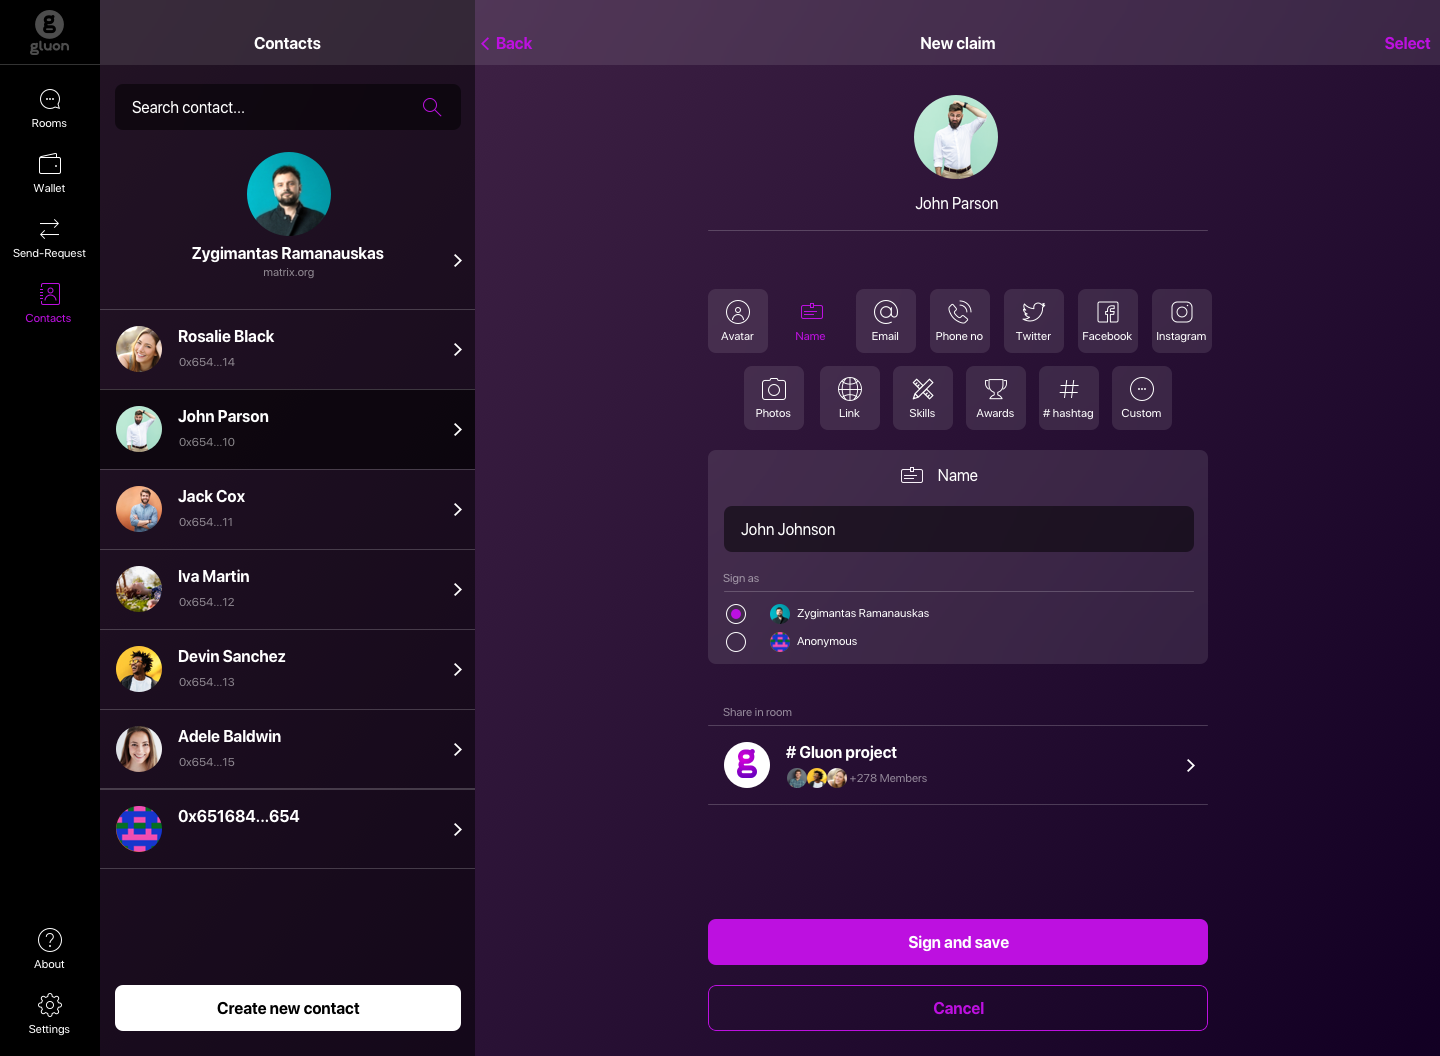 gluon
Rooms
Wallet
Send-Request
Contacts
About
Settings
Contacts
Search contact...
Zygimantas Ramanauskas
matrix.org
Rosalie Black
0x654...14
John Parson
0x654...10
Jack Cox
0x654...11
Iva Martin
0x654...12
Devin Sanchez
0x654...13
Adele Baldwin
0x654...15
0x651684...654
Create new contact
Back
New claim
Select
John Parson
Avatar
Name
Email
Phone no
Twitter
Facebook
Instagram
Photos
Link
Skills
Awards
# hashtag
Custom
Name
John Johnson
Sign as
Zygimantas Ramanauskas
Anonymous
Share in room
# Gluon project
+278 Members
Sign and save
Cancel